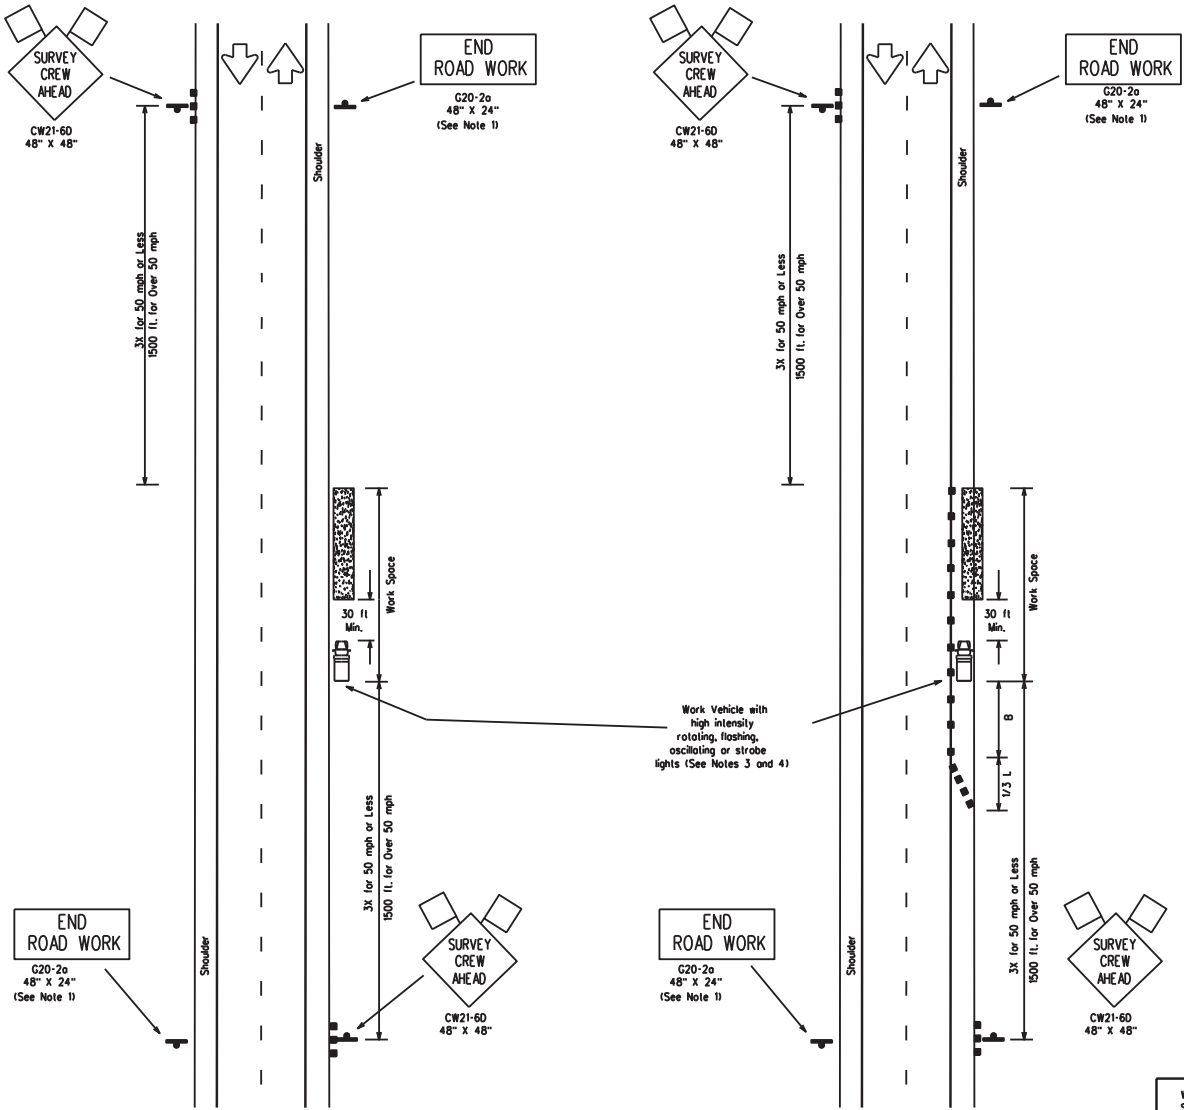 SURVEY
CREW
AHEAD
CW21-6D
48" X 48"
END
ROAD WORK
G20-2a
48" X 24"
(See Note 1)
Shoulder
3X for 50 mph or Less
1500 ft. for Over 50 mph
Work Space
30 ft
Min.
3X for 50 mph or Less
1500 ft. for Over 50 mph
END
ROAD WORK
G20-2a
48" X 24"
(See Note 1)
Shoulder
SURVEY
CREW
AHEAD
CW21-6D
48" X 48"
Work Vehicle with
high intensity
rotating, flashing,
oscillating or strobe
lights (See Notes 3 and 4)
SURVEY
CREW
AHEAD
CW21-6D
48" X 48"
END
ROAD WORK
G20-2a
48" X 24"
(See Note 1)
Shoulder
3X for 50 mph or Less
1500 ft. for Over 50 mph
Work Space
30 ft
Min.
B
1/3 L
3X for 50 mph or Less
1500 ft. for Over 50 mph
END
ROAD WORK
G20-2a
48" X 24"
(See Note 1)
Shoulder
SURVEY
CREW
AHEAD
CW21-6D
48" X 48"